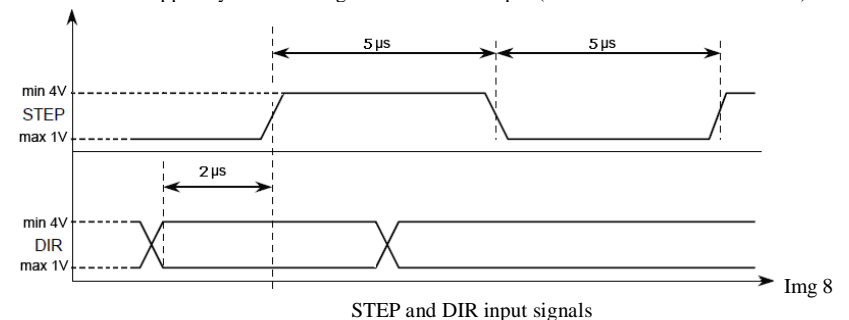 5 µs 5 µs
min 4V
STEP
max 1V
2 µs
min 4V
DIR
max 1V
Img 8
STEP and DIR input signals